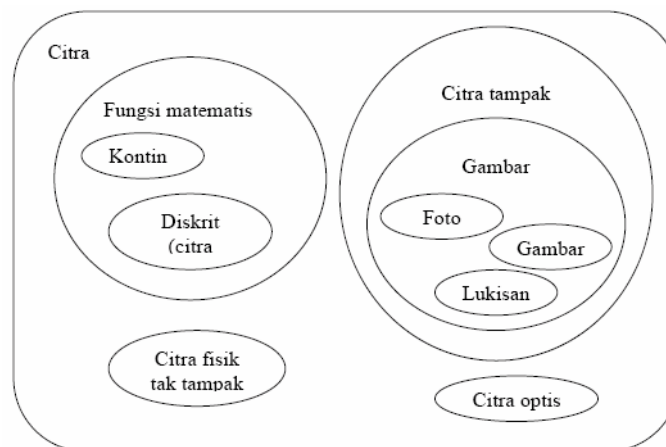 Citra
Fungsi matematis
Kontin
Diskrit
(citra
Citra fisik
tak tampak
Citra tampak
Gambar
Foto
Gambar
Lukisan
Citra optis